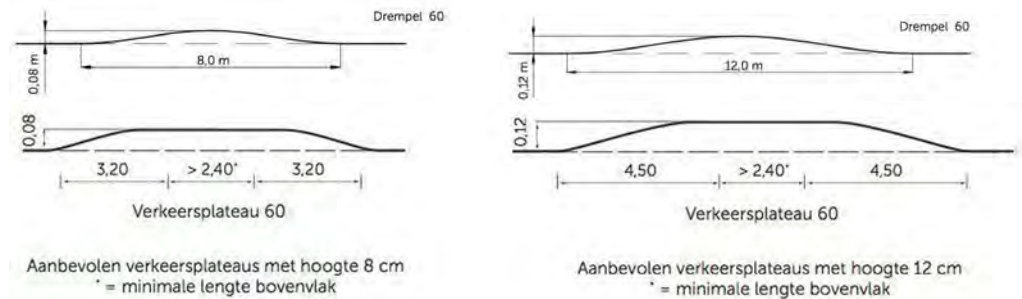 Drempel 60
0,08 m
8,0 m
0,08
3,20 > 2,40* 3,20
Verkeersplateau 60
Aanbevolen verkeersplateaus met hoogte 8 cm
* = minimale lengte bovenvlak
Drempel 60
0,12 m
12,0 m
0,12
4,50 > 2,40* 4,50
Verkeersplateau 60
Aanbevolen verkeersplateaus met hoogte 12 cm
* = minimale lengte bovenvlak